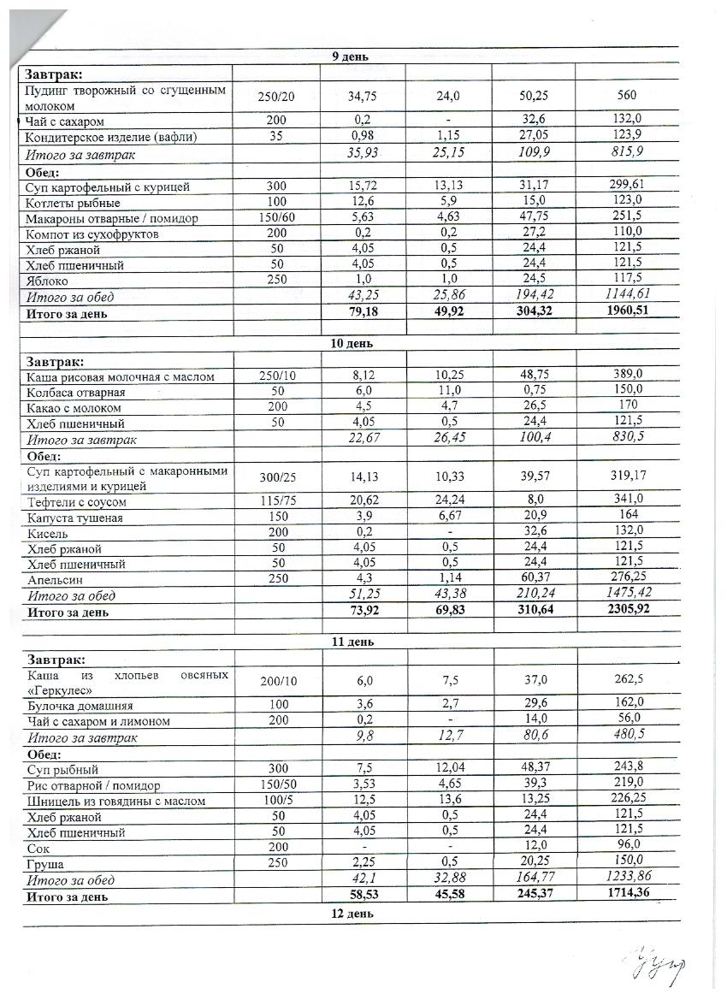 9 день
Завтрак:
Пудинг творожный со сгущенным молоком 250/20 34,75 24,0 50,25 560
Чай с сахаром 200 0,2 - 32,6 132,0
Кондитерское изделие (вафли) 35 0,98 1,15 27,05 123,9
Итого за завтрак 35,93 25,15 109,9 815,9
Обед:
Суп картофельный с курицей 300 15,72 13,13 31,17 299,61
Котлеты рыбные 100 12,6 5,9 15,0 123,0
Макароны отварные / помидор 150/60 5,63 4,63 47,75 251,5
Компот из сухофруктов 200 0,2 0,2 27,2 110,0
Хлеб ржаной 50 4,05 0,5 24,4 121,5
Хлеб пшеничный 50 4,05 0,5 24,4 121,5
Яблоко 250 1,0 1,0 24,5 117,5
Итого за обед 43,25 25,86 194,42 1144,61
Итого за день 79,18 49,92 304,32 1960,51
10 день
Завтрак:
Каша рисовая молочная с маслом 250/10 8,12 10,25 48,75 389,0
Колбаса отварная 50 6,0 11,0 0,75 150,0
Какао с молоком 200 4,5 4,7 26,5 170
Хлеб пшеничный 50 4,05 0,5 24,4 121,5
Итого за завтрак 22,67 26,45 100,4 830,5
Обед:
Суп картофельный с макаронными изделиями и курицей 300/25 14,13 10,33 39,57 319,17
Тефтели с соусом 115/75 20,62 24,24 8,0 341,0
Капуста тушеная 150 3,9 6,67 20,9 164
Кисель 200 0,2 - 32,6 132,0
Хлеб ржаной 50 4,05 0,5 24,4 121,5
Хлеб пшеничный 50 4,05 0,5 24,4 121,5
Апельсин 250 4,3 1,14 60,37 276,25
Итого за обед 51,25 43,38 210,24 1475,42
Итого за день 73,92 69,83 310,64 2305,92
11 день
Завтрак:
Каша из хлопьев овсяных «Геркулес» 200/10 6,0 7,5 37,0 262,5
Булочка домашняя 100 3,6 2,7 29,6 162,0
Чай с сахаром и лимоном 200 0,2 - 14,0 56,0
Итого за завтрак 9,8 12,7 80,6 480,5
Обед:
Суп рыбный 300 7,5 12,04 48,37 243,8
Рис отварной / помидор 150/50 3,53 4,65 39,3 219,0
Шницель из говядины с маслом 100/5 12,5 13,6 13,25 226,25
Хлеб ржаной 50 4,05 0,5 24,4 121,5
Хлеб пшеничный 50 4,05 0,5 24,4 121,5
Сок 200 - - 12,0 96,0
Груша 250 2,25 0,5 20,25 150,0
Итого за обед 42,1 32,88 164,77 1233,86
Итого за день 58,53 45,58 245,37 1714,36
12 день